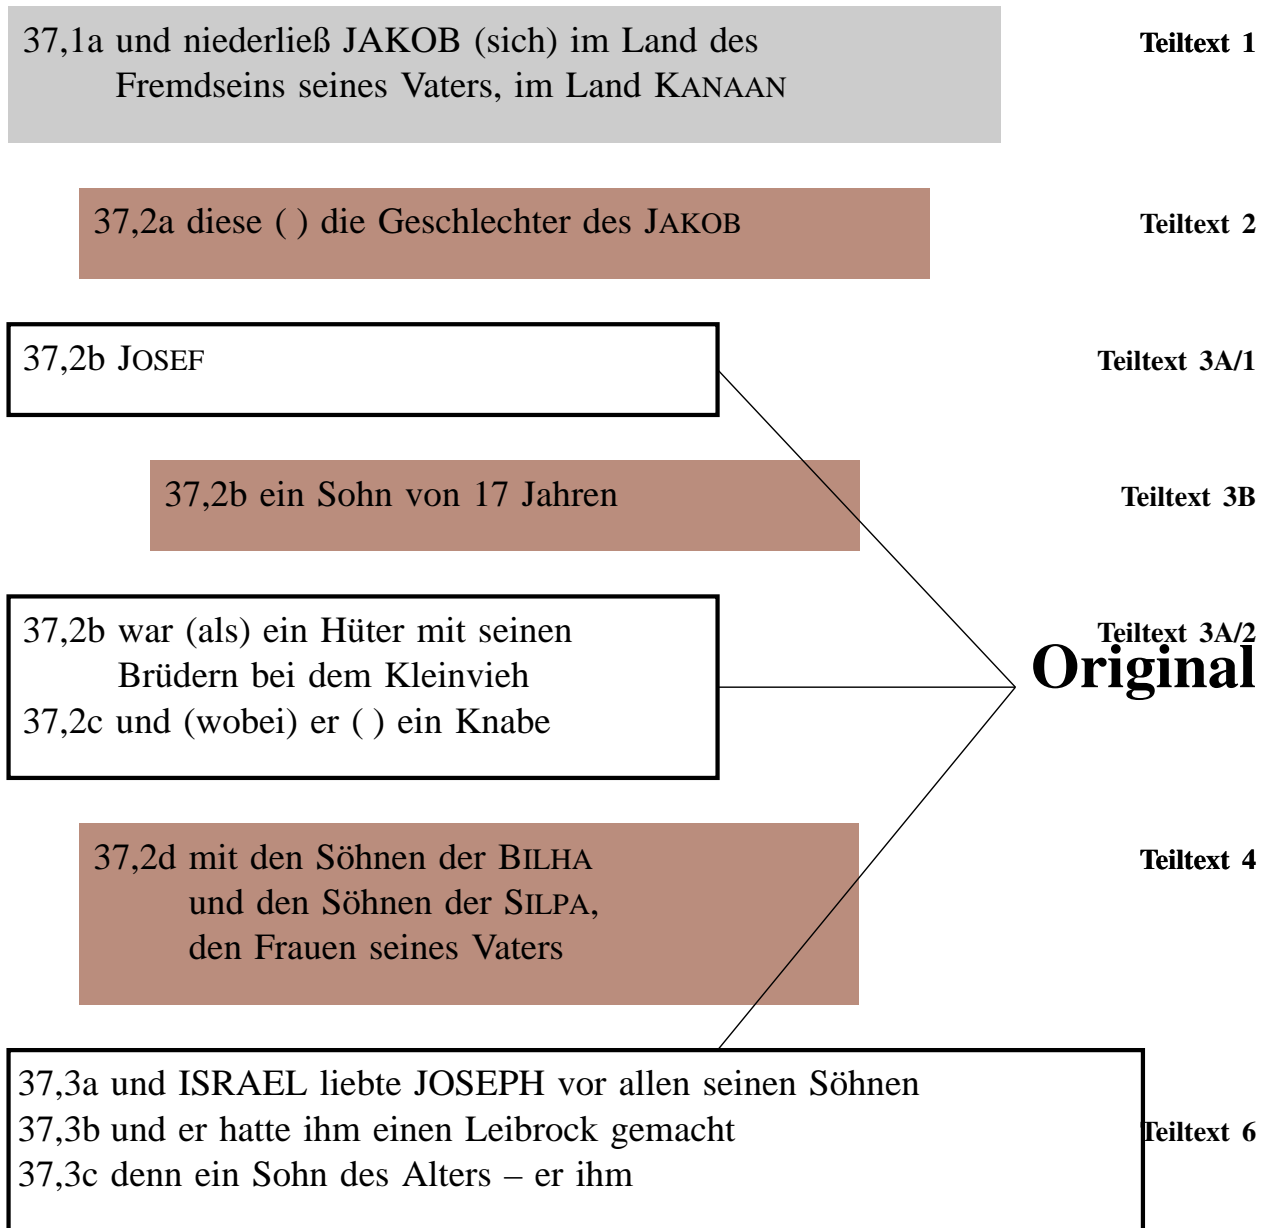 37,1a und niederließ JAKOB (sich) im Land des
Fremdseins seines Vaters, im Land KANAAN
Teiltext 1
37,2a diese ( ) die Geschlechter des JAKOB
Teiltext 2
37,2b JOSEF
Teiltext 3A/1
37,2b ein Sohn von 17 Jahren
Teiltext 3B
37,2b war (als) ein Hüter mit seinen
Brüdern bei dem Kleinvieh
37,2c und (wobei) er ( ) ein Knabe
Teiltext 3A/2
Original
37,2d mit den Söhnen der BILHA
und den Söhnen der SILPA,
den Frauen seines Vaters
Teiltext 4
37,3a und ISRAEL liebte JOSEPH vor allen seinen Söhnen
37,3b und er hatte ihm einen Leibrock gemacht
37,3c denn ein Sohn des Alters – er ihm
Teiltext 6